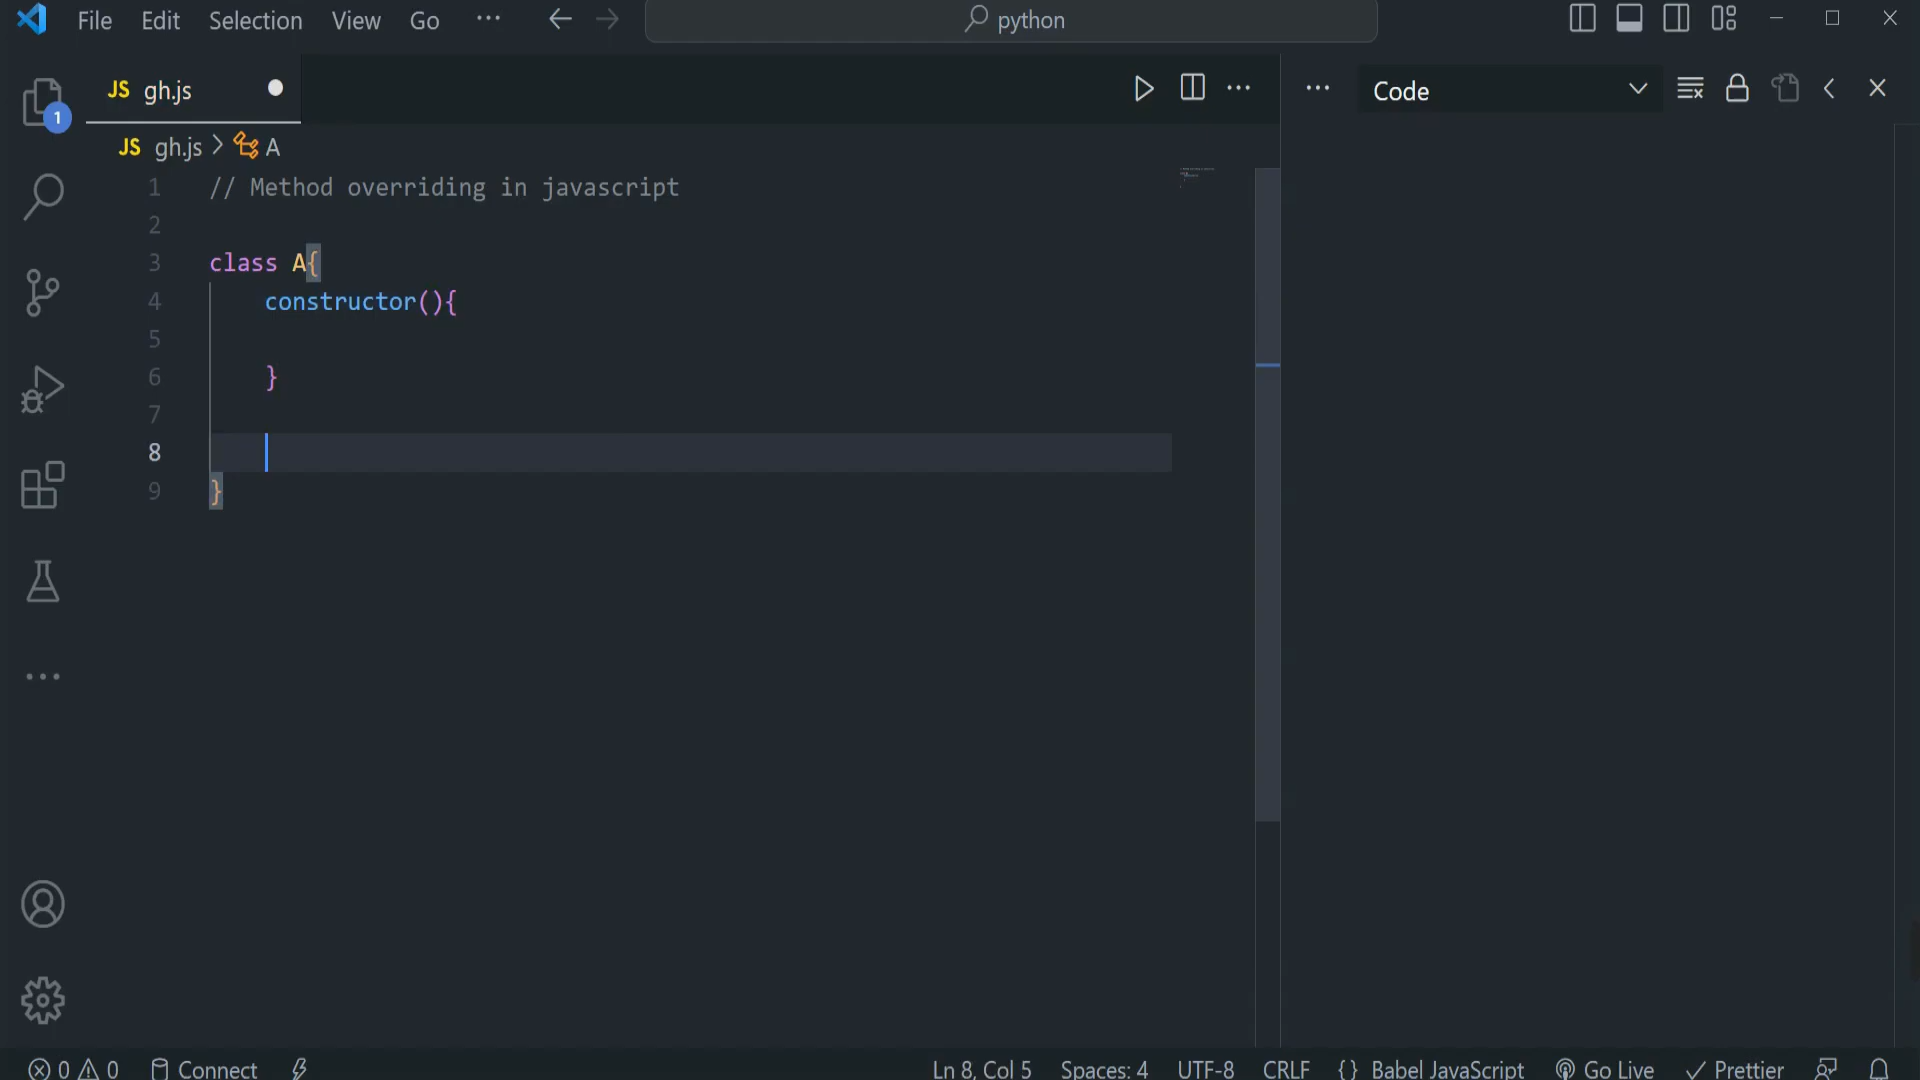 File Edit Selection View Go ··· python
JS gh.js
Code
1
JS gh.js > A
1 // Method overriding in javascript
2
3 class A{
4 constructor(){
5
6 }
7
8
9 }
0 0 Connect Ln 8, Col 5 Spaces: 4 UTF-8 CRLF {} Babel JavaScript Go Live Prettier